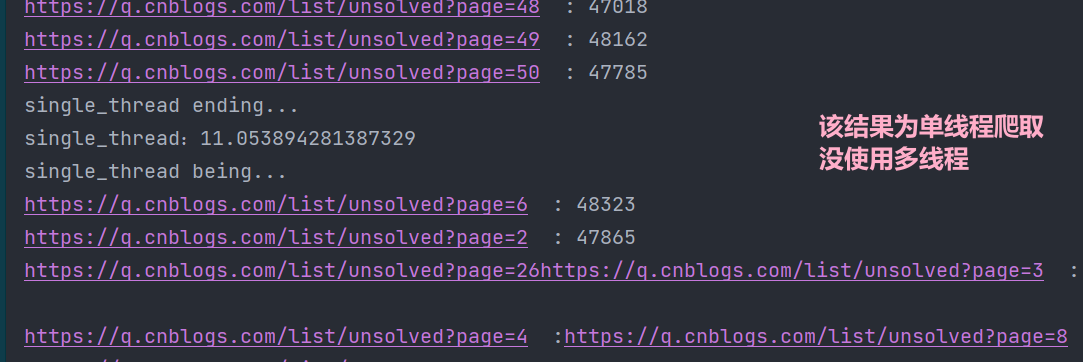 https://q.cnblogs.com/list/unsolved?page=48  : 47018
https://q.cnblogs.com/list/unsolved?page=49  : 48162
https://q.cnblogs.com/list/unsolved?page=50  : 47785
single_thread ending...
single_thread: 11.053894281387329
single_thread being...
该结果为单线程爬取
没使用多线程
https://q.cnblogs.com/list/unsolved?page=6  : 48323
https://q.cnblogs.com/list/unsolved?page=2  : 47865
https://q.cnblogs.com/list/unsolved?page=26https://q.cnblogs.com/list/unsolved?page=3  :
https://q.cnblogs.com/list/unsolved?page=4  :https://q.cnblogs.com/list/unsolved?page=8